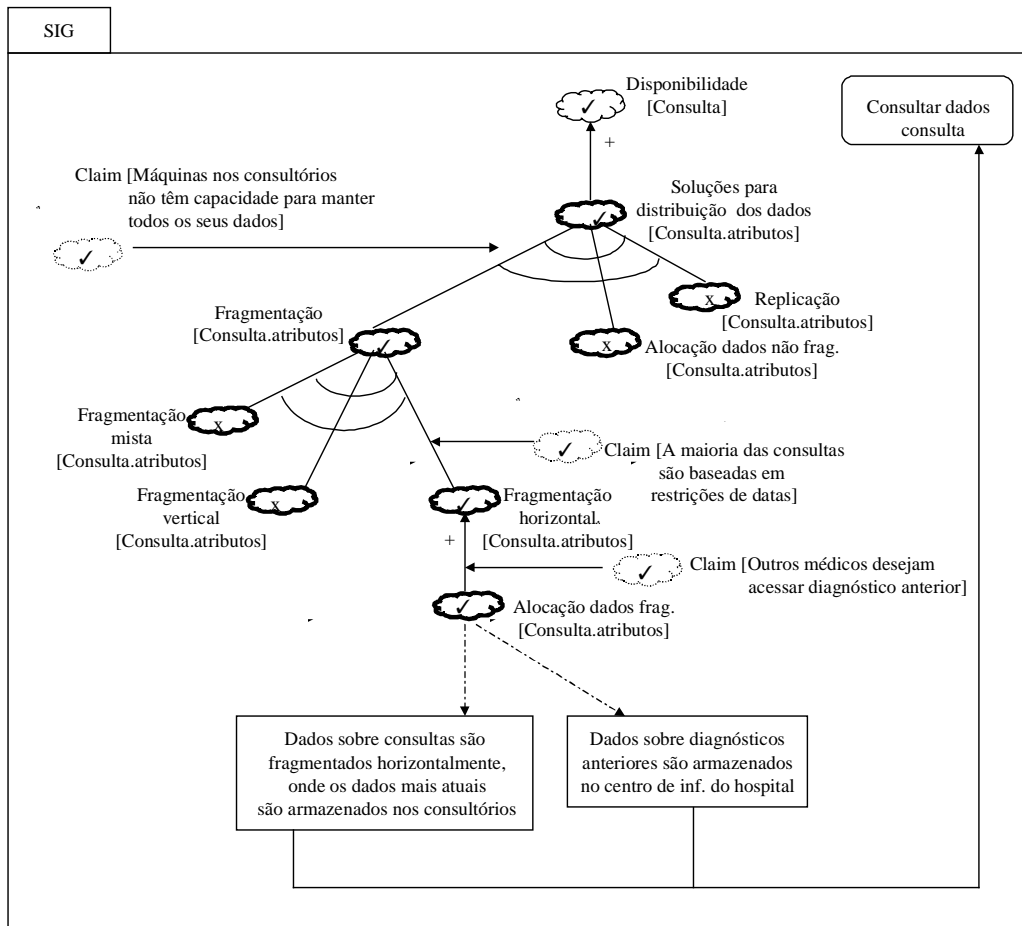 SIG
Disponibilidade
[Consulta]
+
Consultar dados
consulta
Claim [Máquinas nos consultórios
não têm capacidade para manter
todos os seus dados]
Soluções para
distribuição dos dados
[Consulta.atributos]
Fragmentação
[Consulta.atributos]
x
Replicação
[Consulta.atributos]
x
Alocação dados não frag.
[Consulta.atributos]
Fragmentação
mista
[Consulta.atributos]
x
Claim [A maioria das consultas
são baseadas em
restrições de datas]
Fragmentação
vertical
[Consulta.atributos]
x
Fragmentação
horizontal.
[Consulta.atributos]
+
Claim [Outros médicos desejam
acessar diagnóstico anterior]
Alocação dados frag.
[Consulta.atributos]
Dados sobre consultas são
fragmentados horizontalmente,
onde os dados mais atuais
são armazenados nos consultórios
Dados sobre diagnósticos
anteriores são armazenados
no centro de inf. do hospital